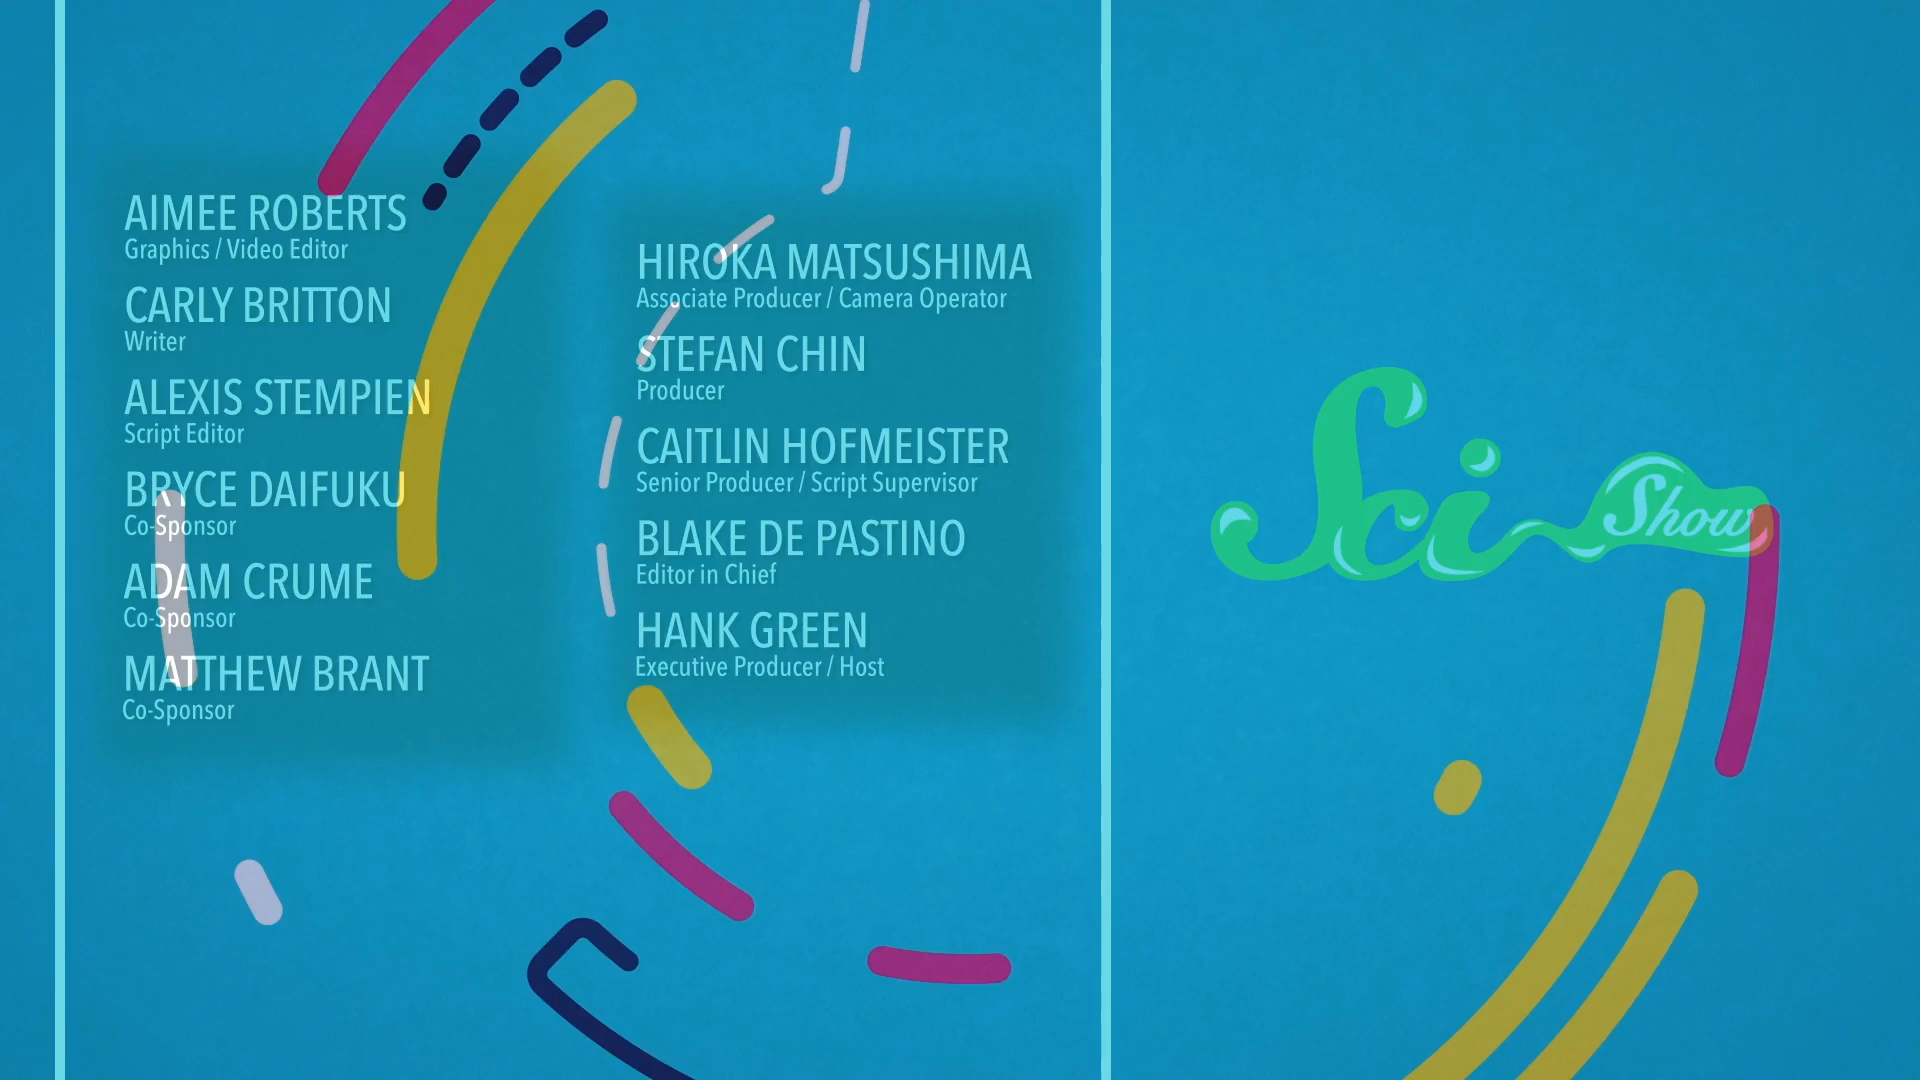 AIMEE ROBERTS
Graphics / Video Editor
CARLY BRITTON
Writer
ALEXIS STEMPIEN
Script Editor
BRYCE DAIFUKU
Co-Sponsor
ADAM CRUME
Co-Sponsor
MATTHEW BRANT
Co-Sponsor
HIROKA MATSUSHIMA
Associate Producer / Camera Operator
STEFAN CHIN
Producer
CAITLIN HOFMEISTER
Senior Producer / Script Supervisor
BLAKE DE PASTINO
Editor in Chief
HANK GREEN
Executive Producer / Host
Sci Show